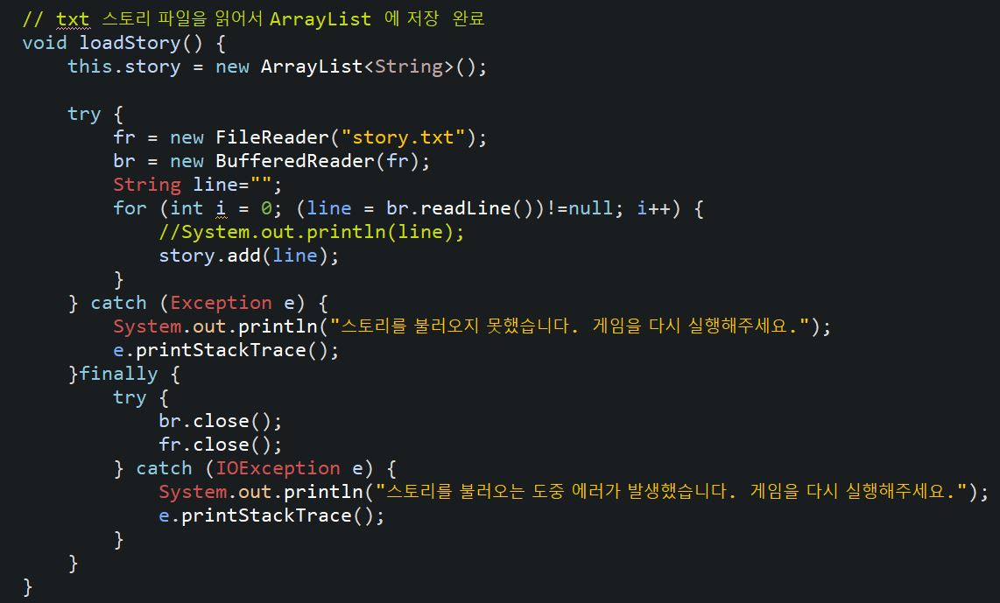 // txt 스토리 파일을 읽어서 ArrayList 에 저장 완료
void loadStory() {
this.story = new ArrayList<String>();
try {
fr = new FileReader("story.txt");
br = new BufferedReader(fr);
String line="";
for (int i = 0; (line = br.readLine())!=null; i++) {
//System.out.println(line);
story.add(line);
}
} catch (Exception e) {
System.out.println("스토리를 불러오지 못했습니다. 게임을 다시 실행해주세요.");
e.printStackTrace();
}finally {
try {
br.close();
fr.close();
} catch (IOException e) {
System.out.println("스토리를 불러오는 도중 에러가 발생했습니다. 게임을 다시 실행해주세요.");
e.printStackTrace();
}
}
}